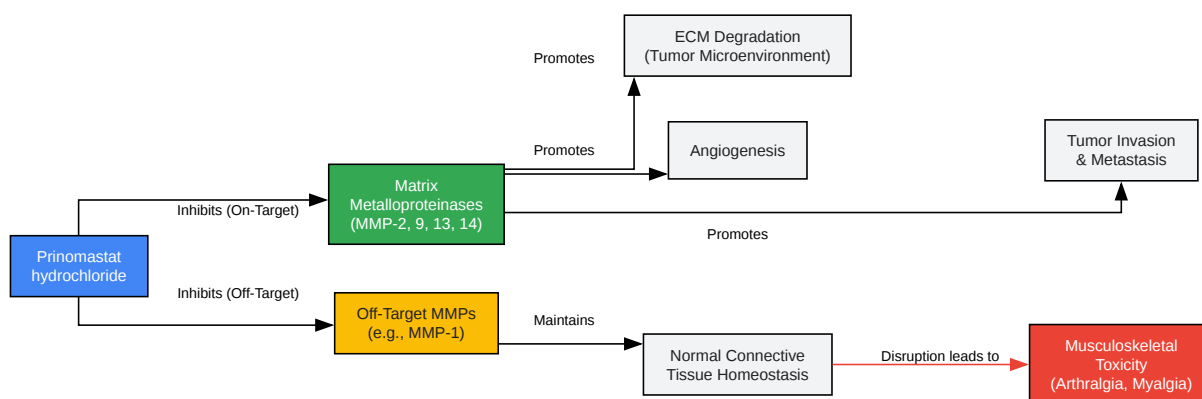 ECM Degradation
(Tumor Microenvironment)
Promotes
Promotes
Angiogenesis
Tumor Invasion
& Metastasis
Matrix
Metalloproteinases
(MMP-2, 9, 13, 14)
Inhibits (On-Target)
Promotes
Prinomastat
hydrochloride
Inhibits (Off-Target)
Off-Target MMPs
(e.g., MMP-1)
Maintains
Normal Connective
Tissue Homeostasis
Disruption leads to
Musculoskeletal
Toxicity
(Arthralgia, Myalgia)